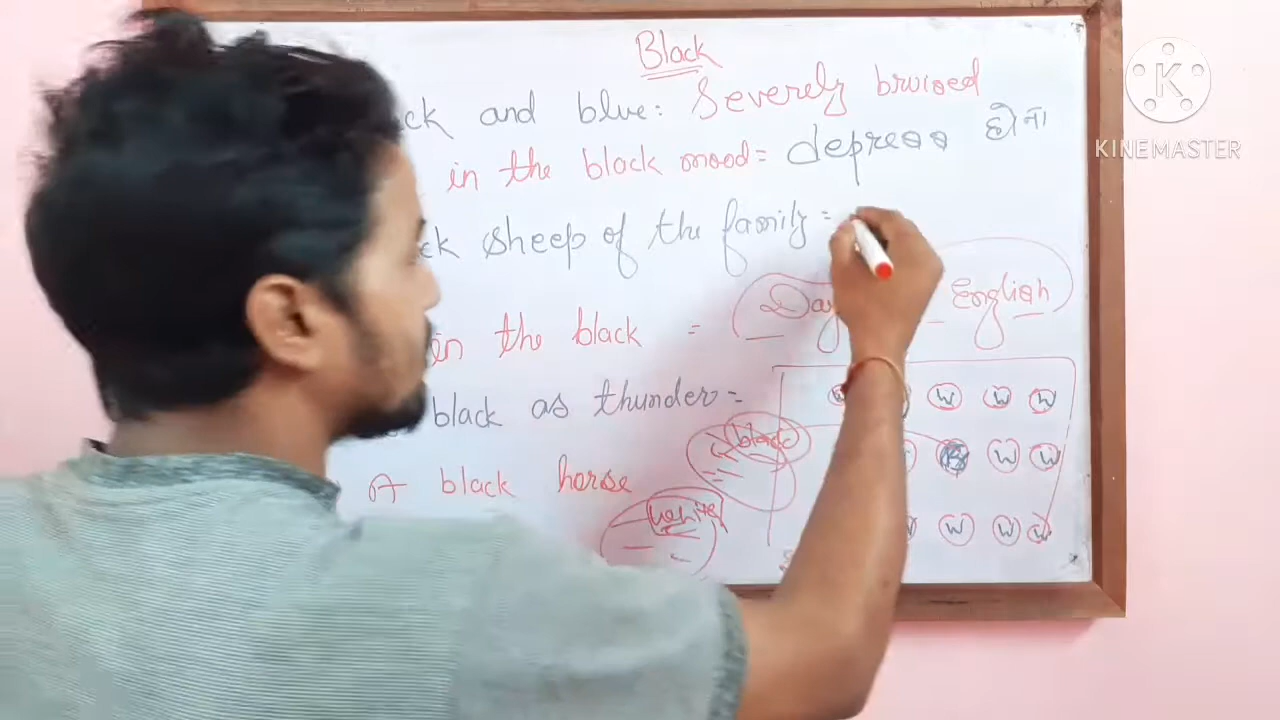 Black
ck and blue: Severely bruised
in the black mood = depress होना
ck sheep of the family =
Day English
in the black =
black as thunder =
W W W W
black B W W
A black horse
white
W W W
K
KINEMASTER